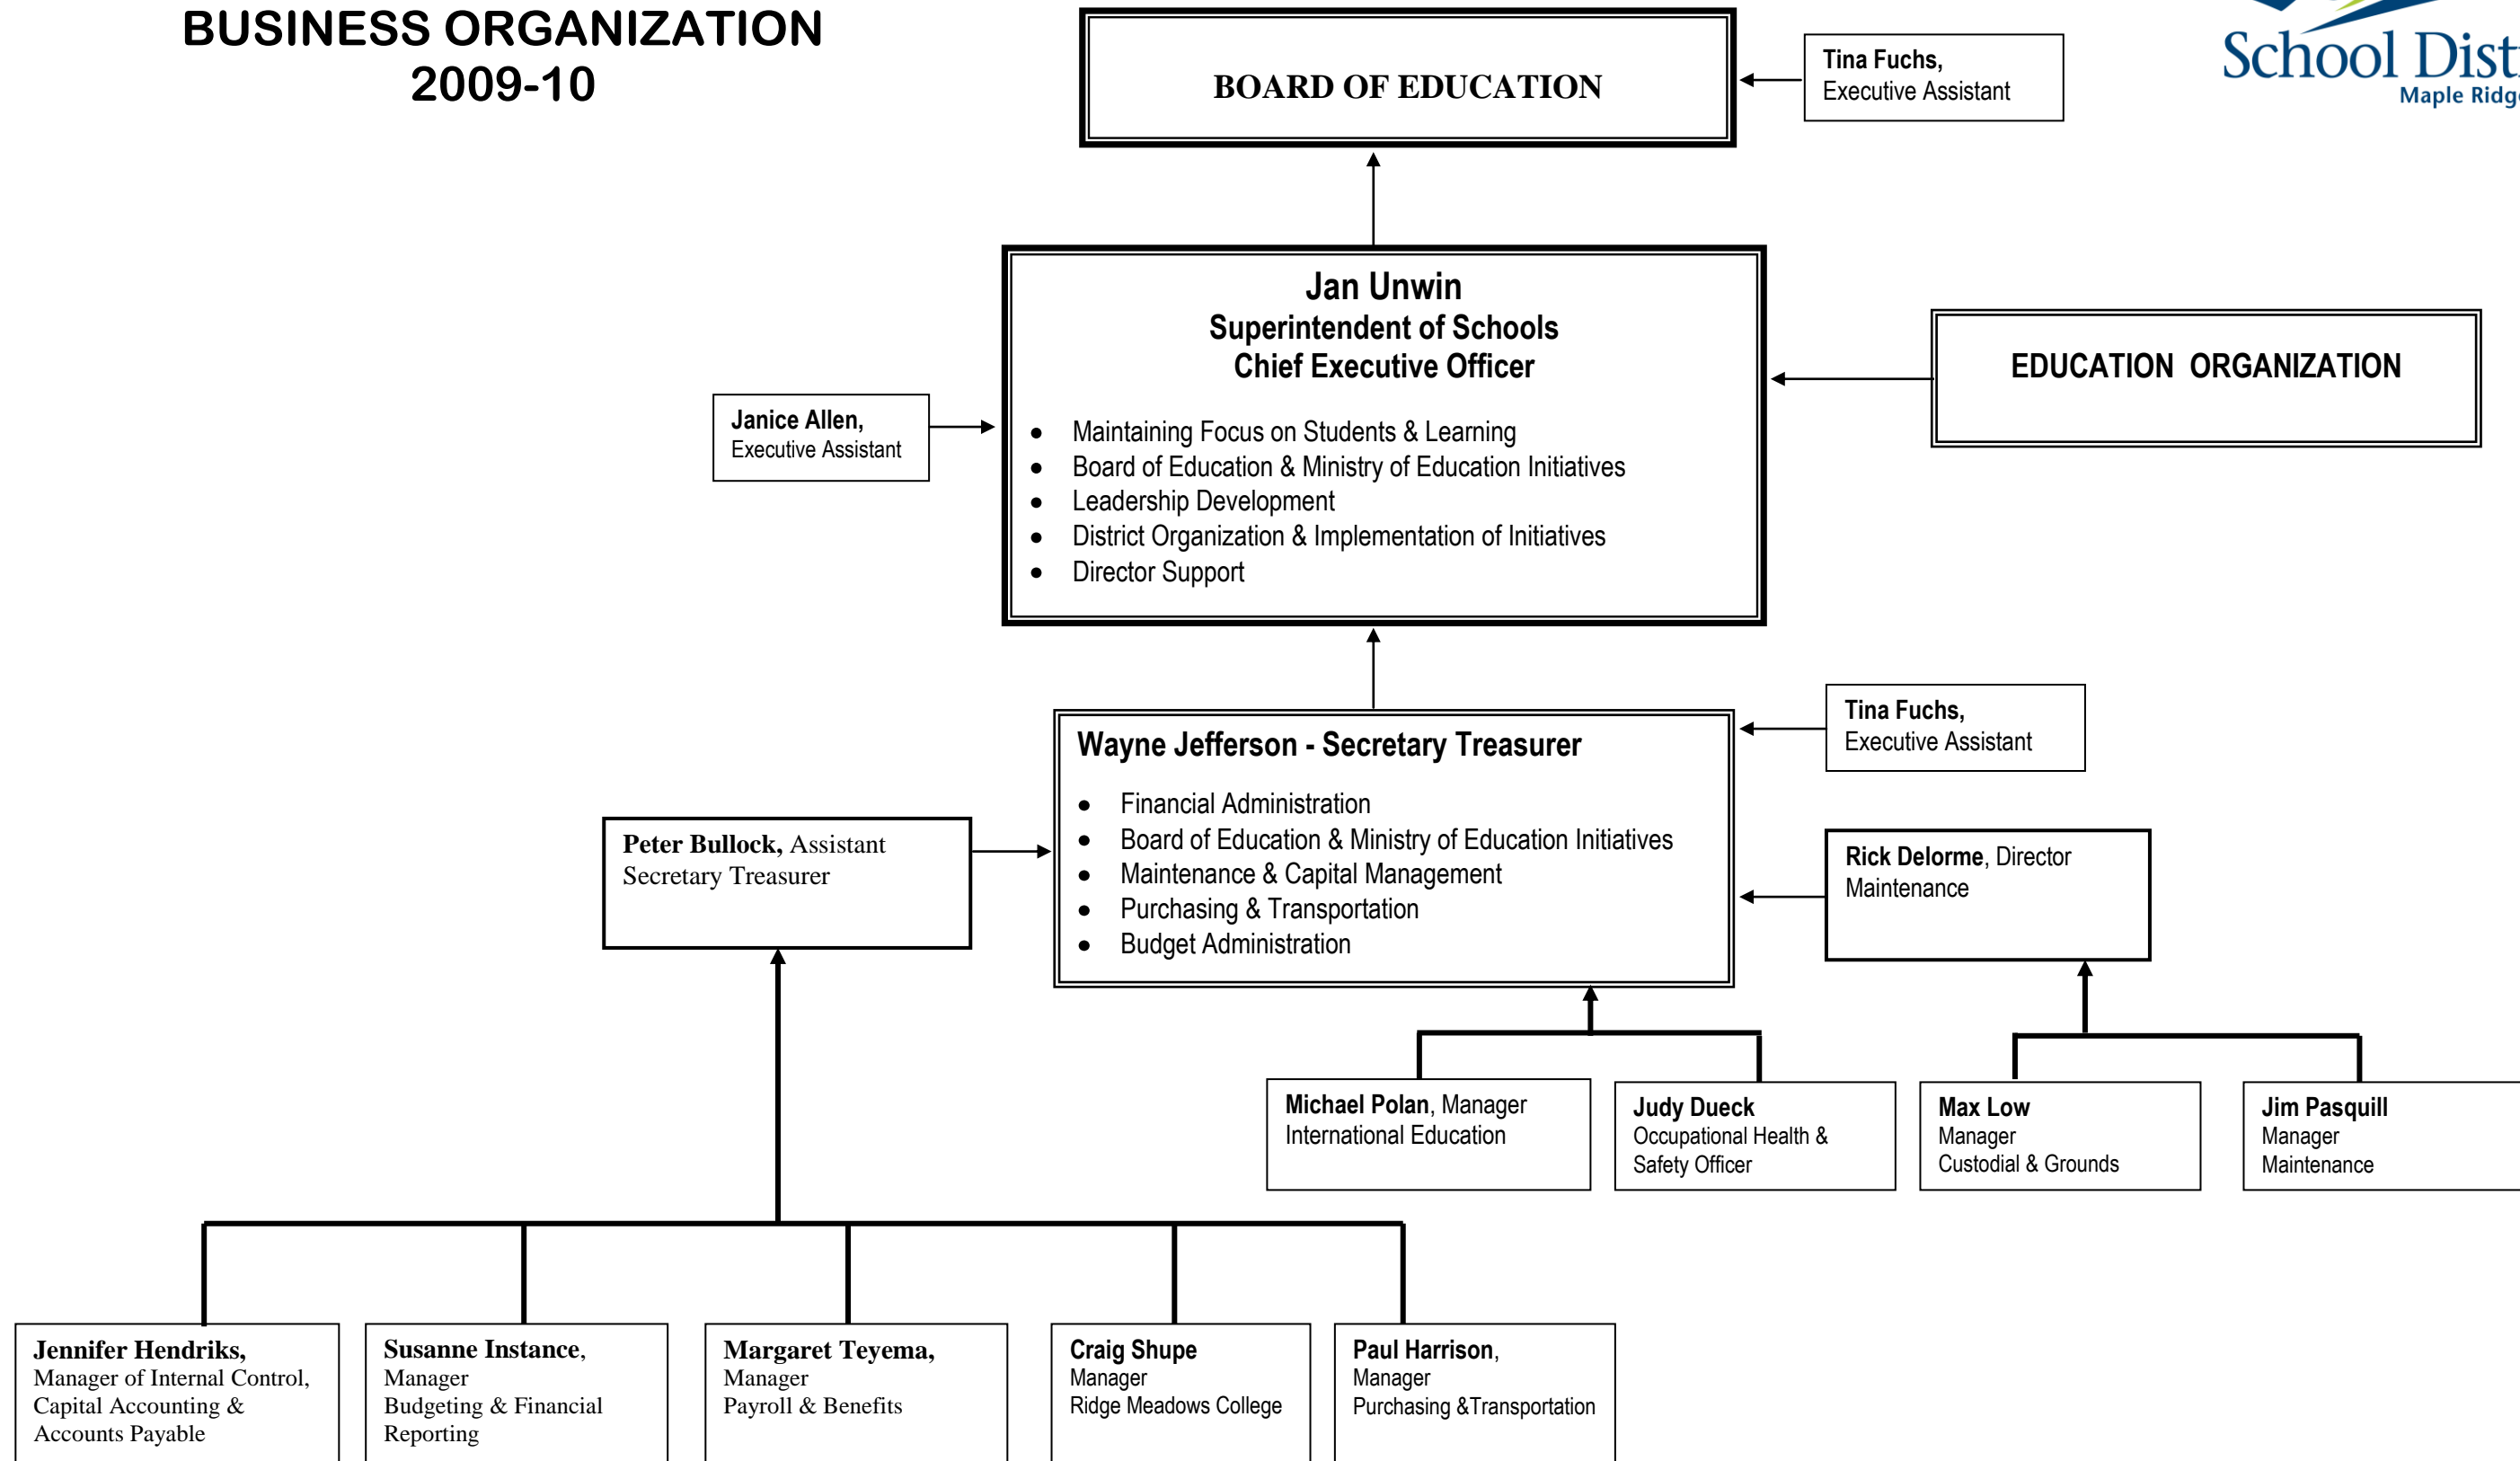 BUSINESS ORGANIZATION
2009-10
BOARD OF EDUCATION
Tina Fuchs,
Executive Assistant
School
Maple
Jan Unwin
Superintendent of Schools
Chief Executive Officer
● Maintaining Focus on Students & Learning
● Board of Education & Ministry of Education Initiatives
● Leadership Development
● District Organization & Implementation of Initiatives
● Director Support
EDUCATION ORGANIZATION
Janice Allen,
Executive Assistant
Wayne Jefferson - Secretary Treasurer
● Financial Administration
● Board of Education & Ministry of Education Initiatives
● Maintenance & Capital Management
● Purchasing & Transportation
● Budget Administration
Tina Fuchs,
Executive Assistant
Peter Bullock, Assistant
Secretary Treasurer
Rick Delorme, Director
Maintenance
Michael Polan, Manager
International Education
Judy Dueck
Occupational Health &
Safety Officer
Max Low
Manager
Custodial & Grounds
Jim Pasquill
Manager
Maintenance
Jennifer Hendriks,
Manager of Internal Control,
Capital Accounting &
Accounts Payable
Susanne Instance,
Manager
Budgeting & Financial
Reporting
Margaret Teyema,
Manager
Payroll & Benefits
Craig Shupe
Manager
Ridge Meadows College
Paul Harrison,
Manager
Purchasing &Transportation